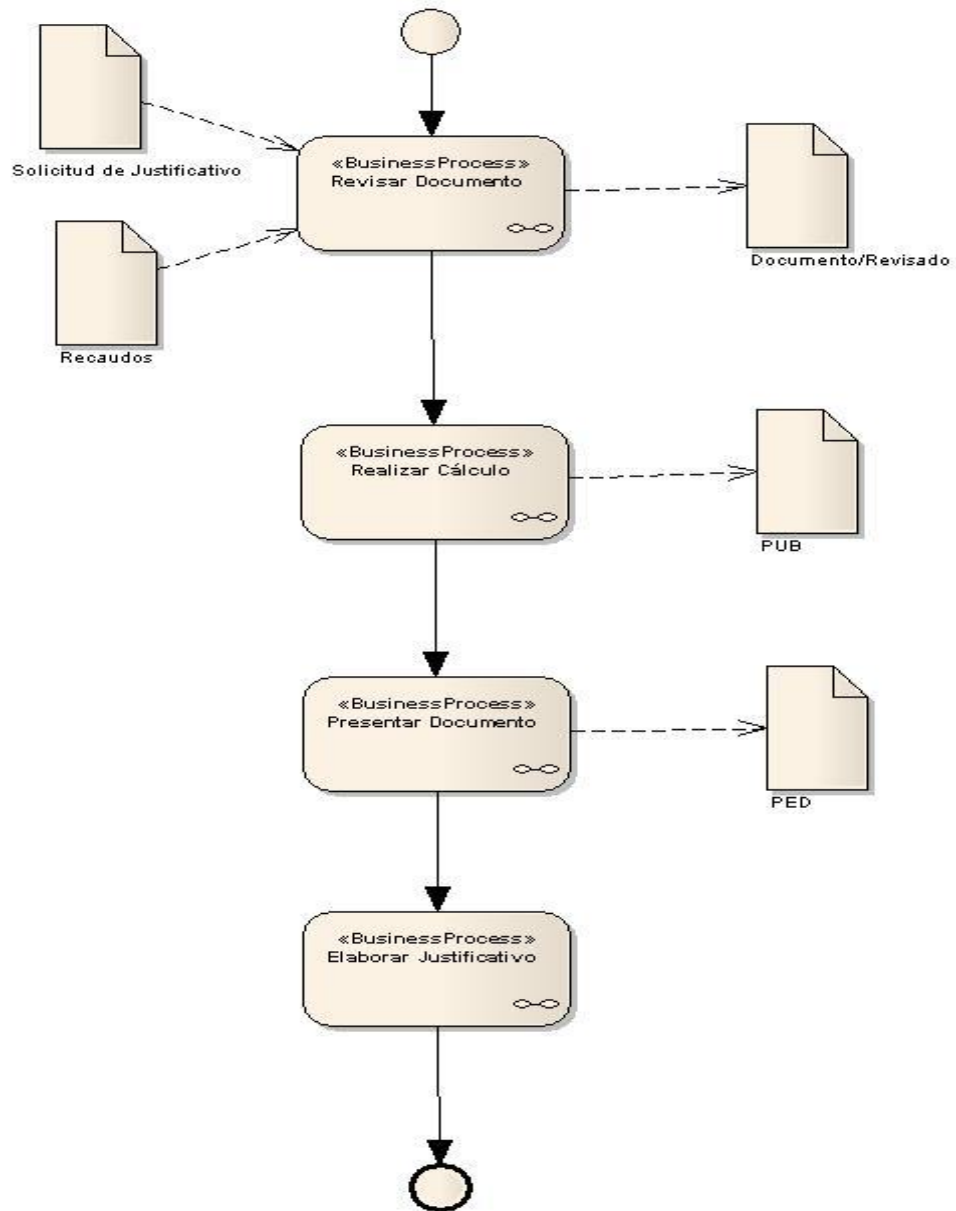 Solicitud de Justificativo
Recaudos
«BusinessProcess»
Revisar Documento
Documento/Revisado
«BusinessProcess»
Realizar Cálculo
PUB
«BusinessProcess»
Presentar Documento
PED
«BusinessProcess»
Elaborar Justificativo